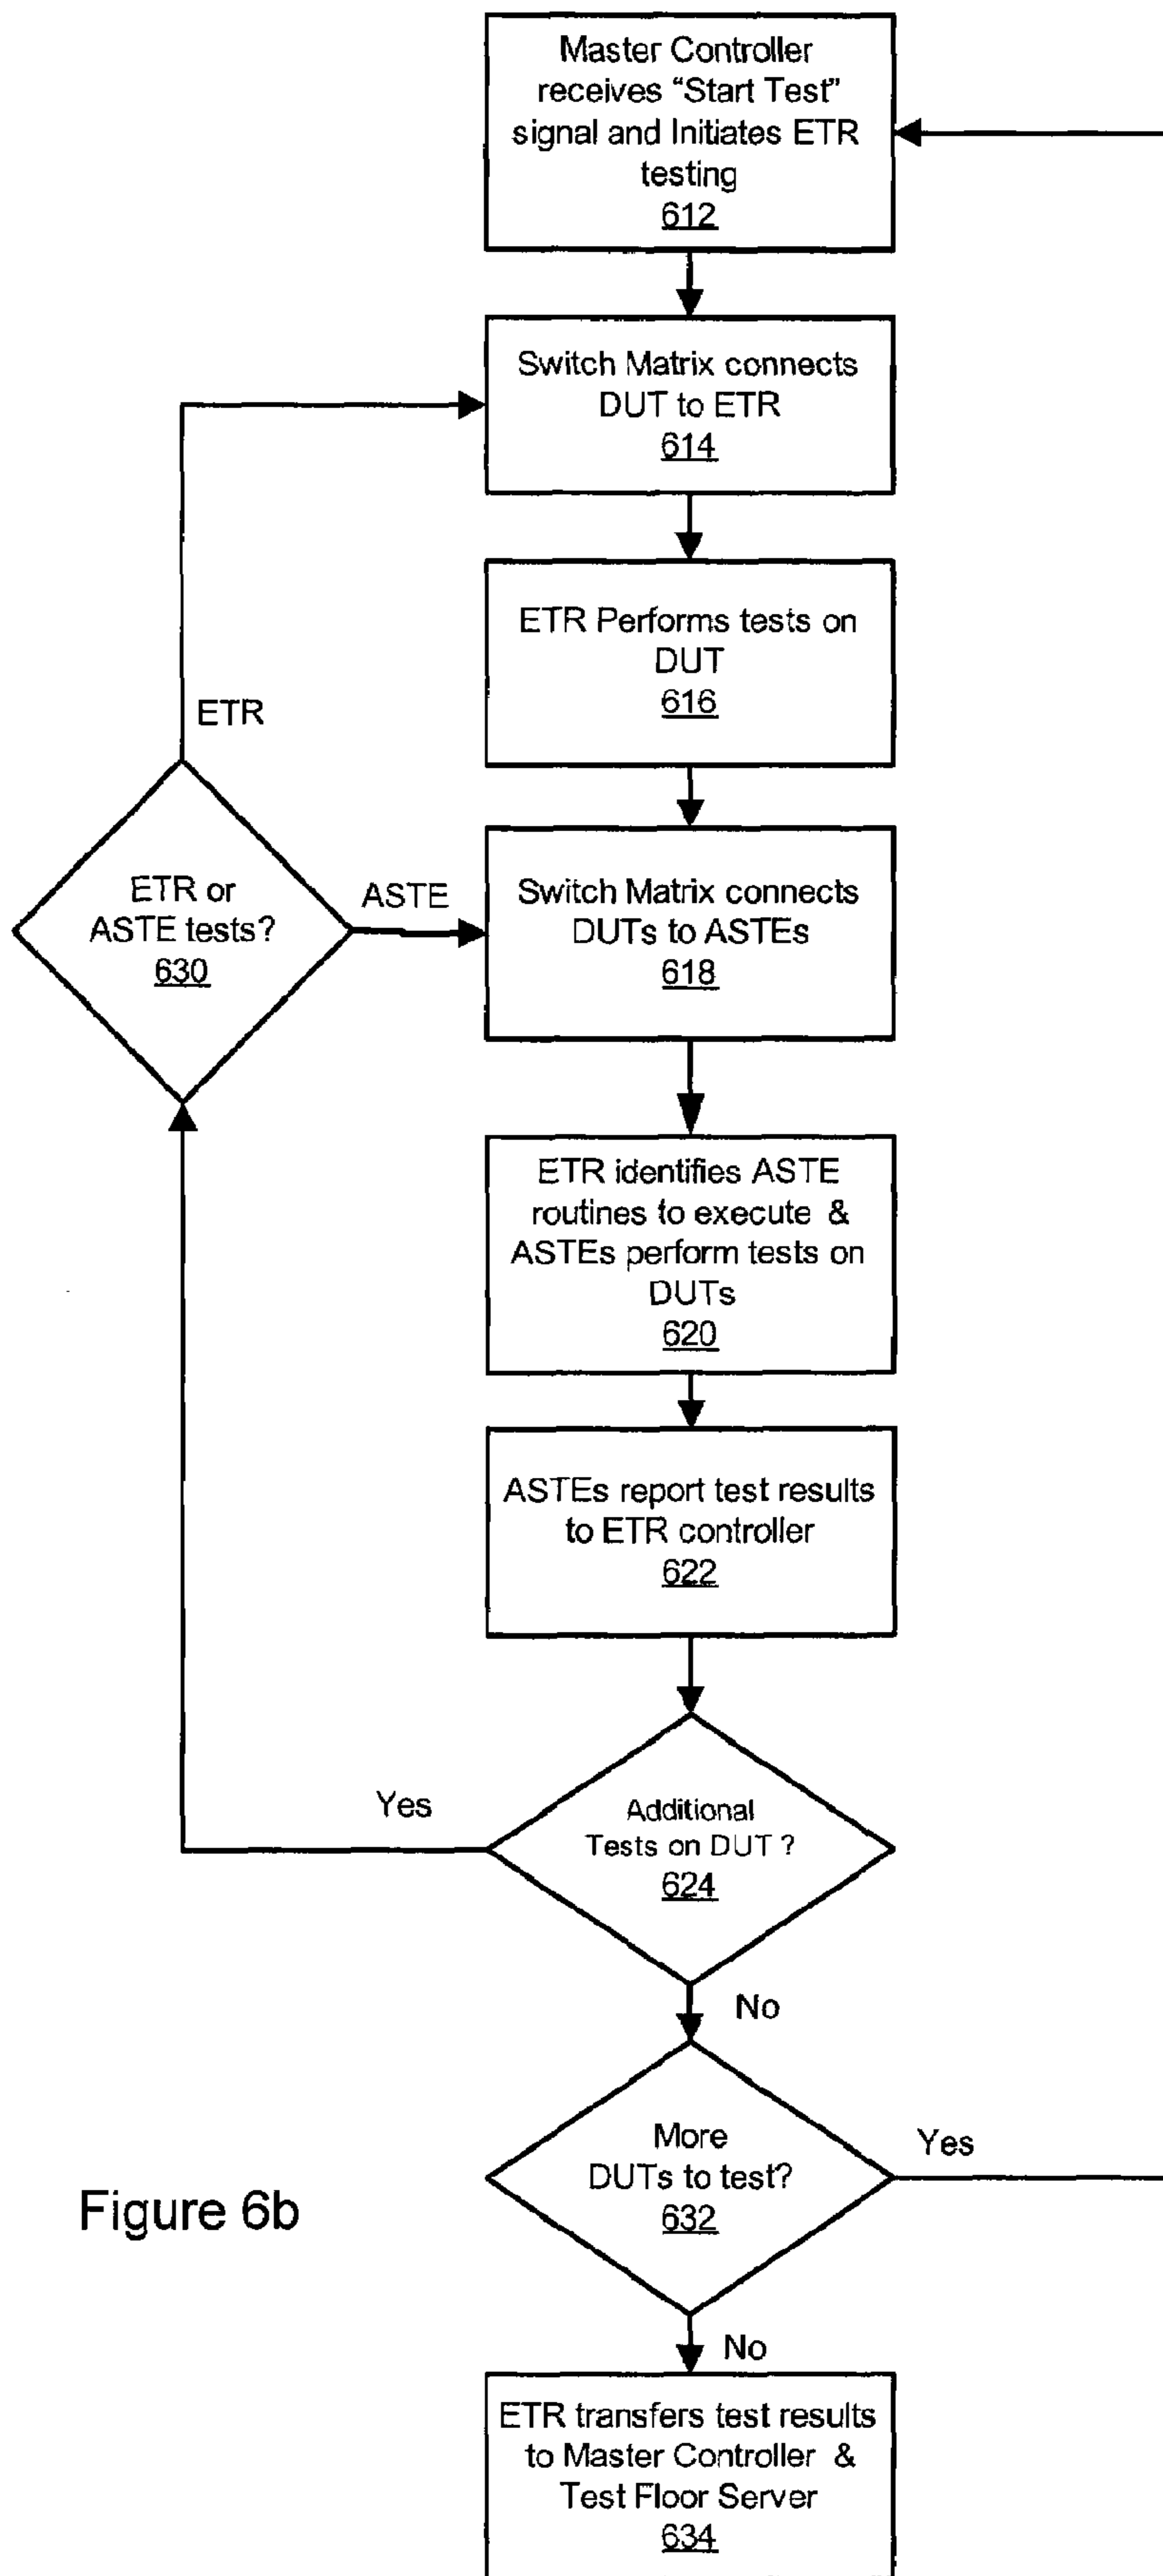 Master Controller
receives “Start Test”
signal and Initiates ETR
testing
612
Switch Matrix connects
DUT to ETR
614
ETR Performs tests on
DUT
616
ETR
ETR or
ASTE tests?
630
ASTE
Switch Matrix connects
DUTs to ASTEs
618
ETR identifies ASTE
routines to execute &
ASTEs perform tests on
DUTs
620
ASTEs report test results
to ETR controller
622
Yes
Additional
Tests on DUT ?
624
No
More
DUTs to test?
632
Yes
Figure 6b
No
ETR transfers test results
to Master Controller &
Test Floor Server
634